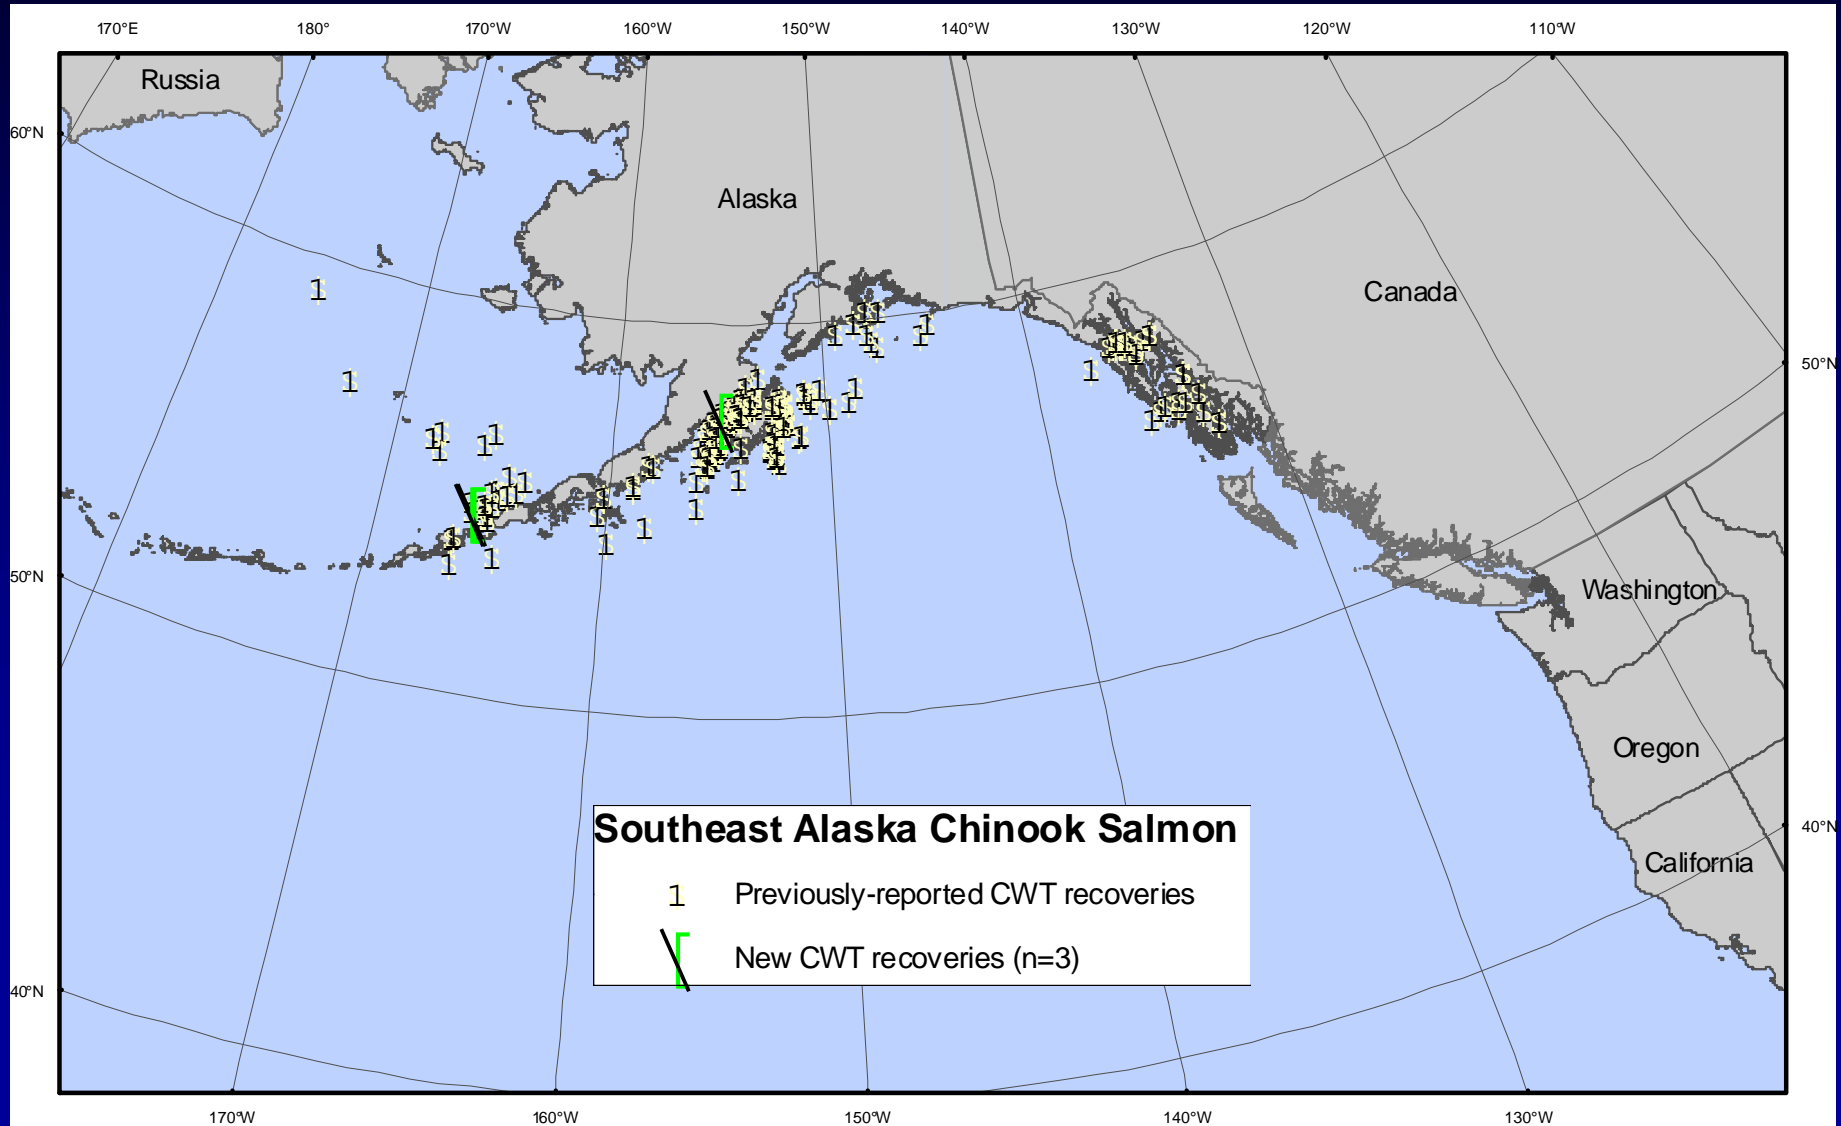 170°E 180° 170°W 160°W 150°W 140°W 130°W 120°W 110°W
Russia
60°N
Alaska
Canada
50°N
50°N
Washington
Oregon
40°N
California
Southeast Alaska Chinook Salmon
1 Previously-reported CWT recoveries
New CWT recoveries (n=3)
40°N
170°W 160°W 150°W 140°W 130°W